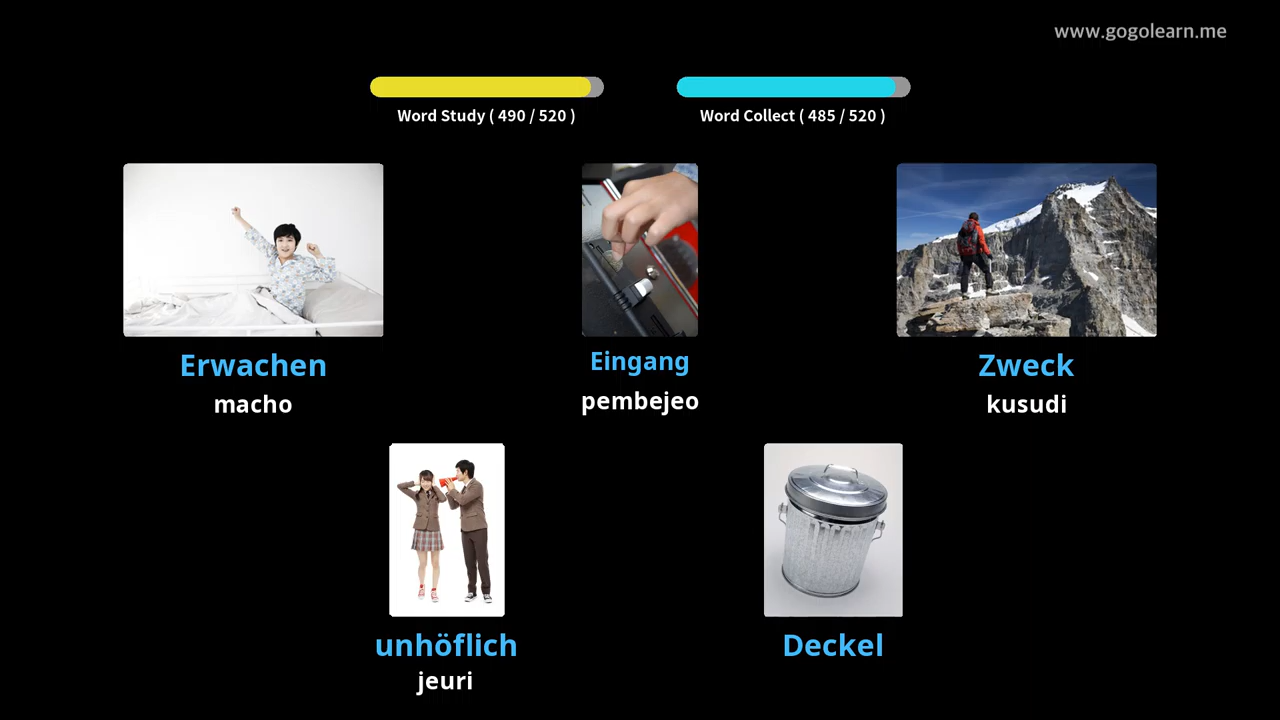 www.gogolearn.me
Word Study ( 490 / 520 )
Word Collect ( 485 / 520 )
Erwachen
macho
Eingang
pembejeo
Zweck
kusudi
unhöflich
jeuri
Deckel